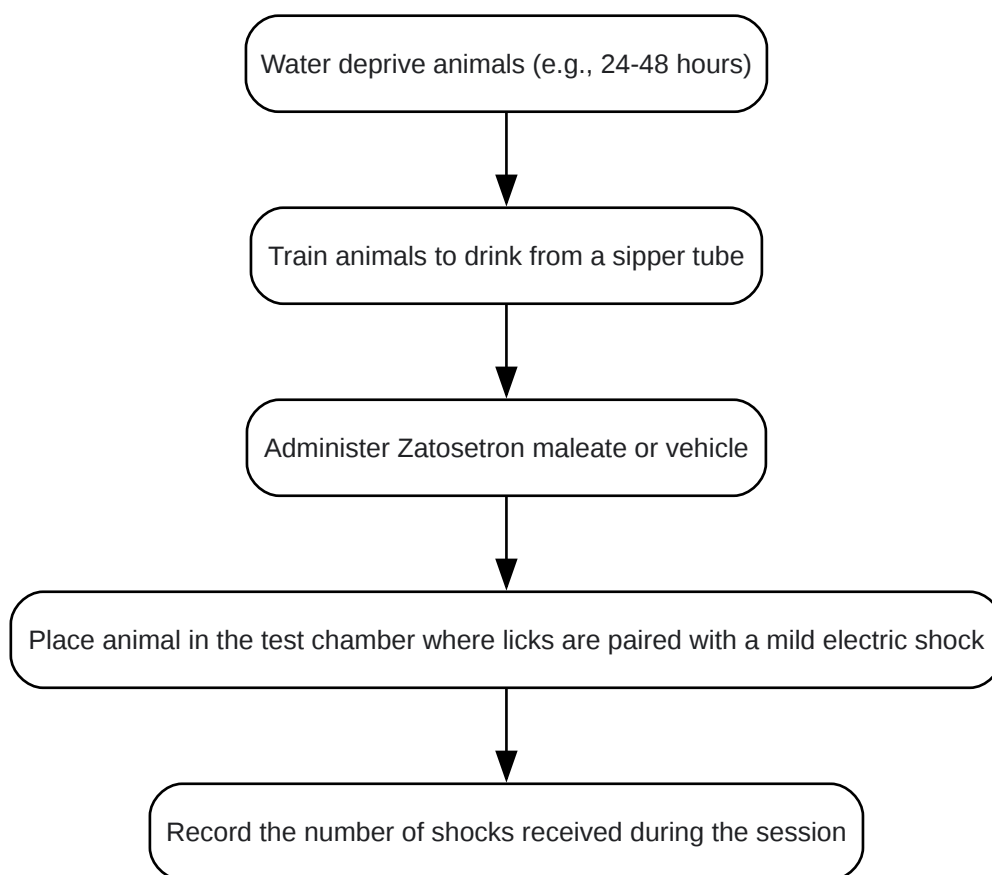 Water deprive animals (e.g., 24-48 hours)
Train animals to drink from a sipper tube
Administer Zatosetron maleate or vehicle
Place animal in the test chamber where licks are paired with a mild electric shock
Record the number of shocks received during the session